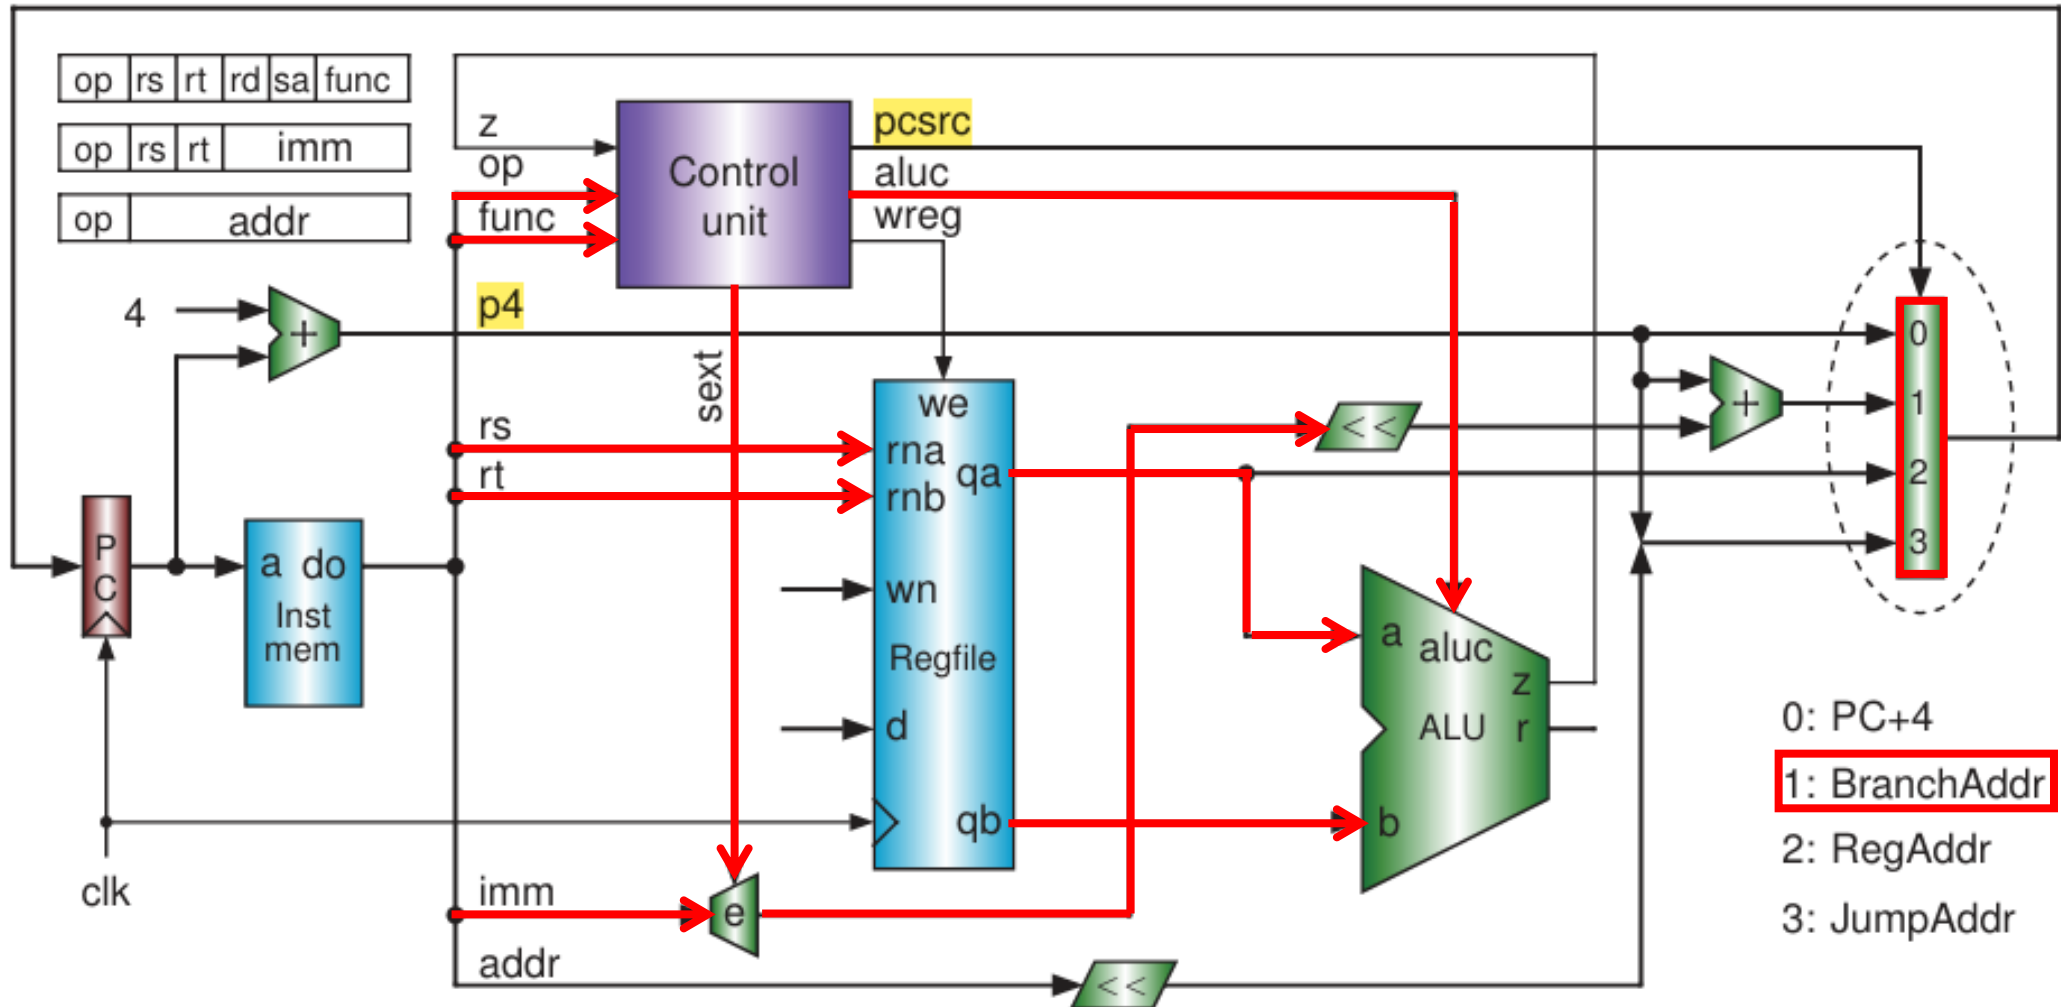 op rs rt rd sa func
op rs rt imm
op addr
z
op
func
Control
unit
pcsrc
aluc
wreg
4
+
p4
sext
rs
rt
P
C
a do
Inst
mem
we
rna
rnb
qa
wn
Regfile
d
qb
<<
+
0
1
2
3
a
aluc
z
ALU
r
b
clk
imm
e
addr
<<
0: PC+4
1: BranchAddr
2: RegAddr
3: JumpAddr